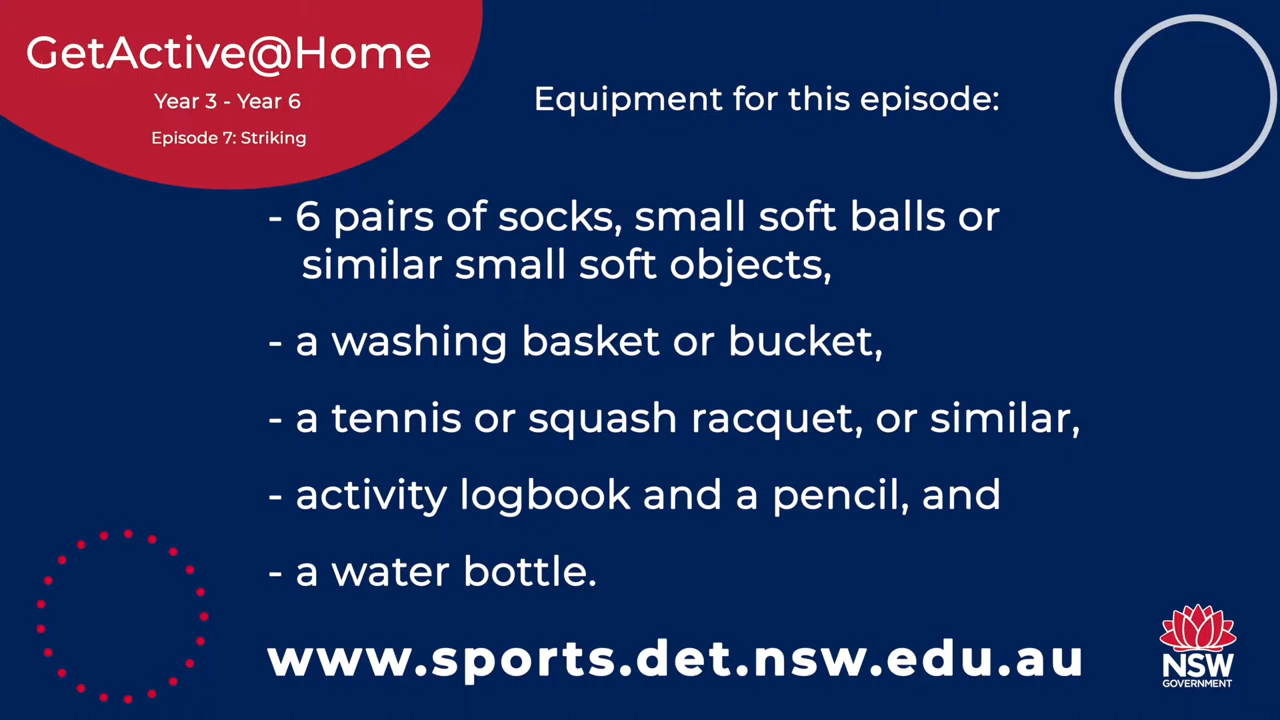 GetActive@Home
Year 3 - Year 6
Episode 7: Striking
Equipment for this episode:
- 6 pairs of socks, small soft balls or
similar small soft objects,
- a washing basket or bucket,
- a tennis or squash racquet, or similar,
- activity logbook and a pencil, and
- a water bottle.
www.sports.det.nsw.edu.au
NSW
GOVERNMENT